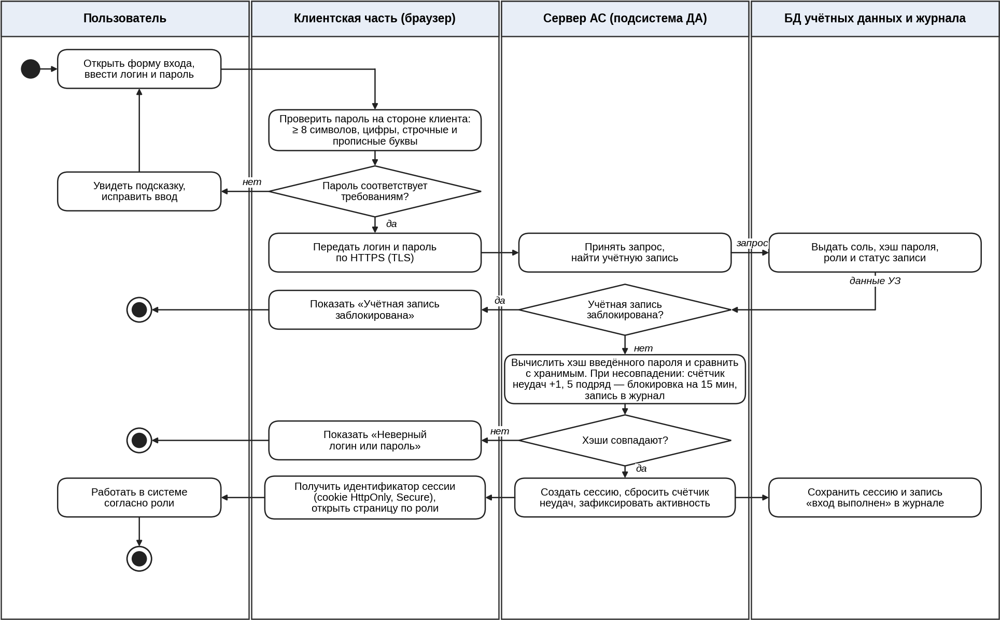 Пользователь
Клиентская часть (браузер)
Сервер АС (подсистема ДА)
БД учётных данных и журнала
Открыть форму входа,
ввести логин и пароль
Проверить пароль на стороне клиента:
≥ 8 символов, цифры, строчные и
прописные буквы
Увидеть подсказку,
исправить ввод
нет
Пароль соответствует
требованиям?
да
Передать логин и пароль
по HTTPS (TLS)
Принять запрос,
найти учётную запись
запрос
Выдать соль, хэш пароля,
роли и статус записи
данные УЗ
Показать «Учётная запись
заблокирована»
да
Учётная запись
заблокирована?
нет
Вычислить хэш введённого пароля и сравнить
с хранимым. При несовпадении: счётчик
неудач +1, 5 подряд — блокировка на 15 мин,
запись в журнал
Показать «Неверный
логин или пароль»
нет
Хэши совпадают?
да
Работать в системе
согласно роли
Получить идентификатор сессии
(cookie HttpOnly, Secure),
открыть страницу по роли
Создать сессию, сбросить счётчик
неудач, зафиксировать активность
Сохранить сессию и запись
«вход выполнен» в журнале